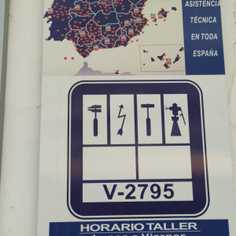 ASISTENCIA
TÉCNICA
EN TODA
ESPAÑA
V-2795
HORARIO TALLER